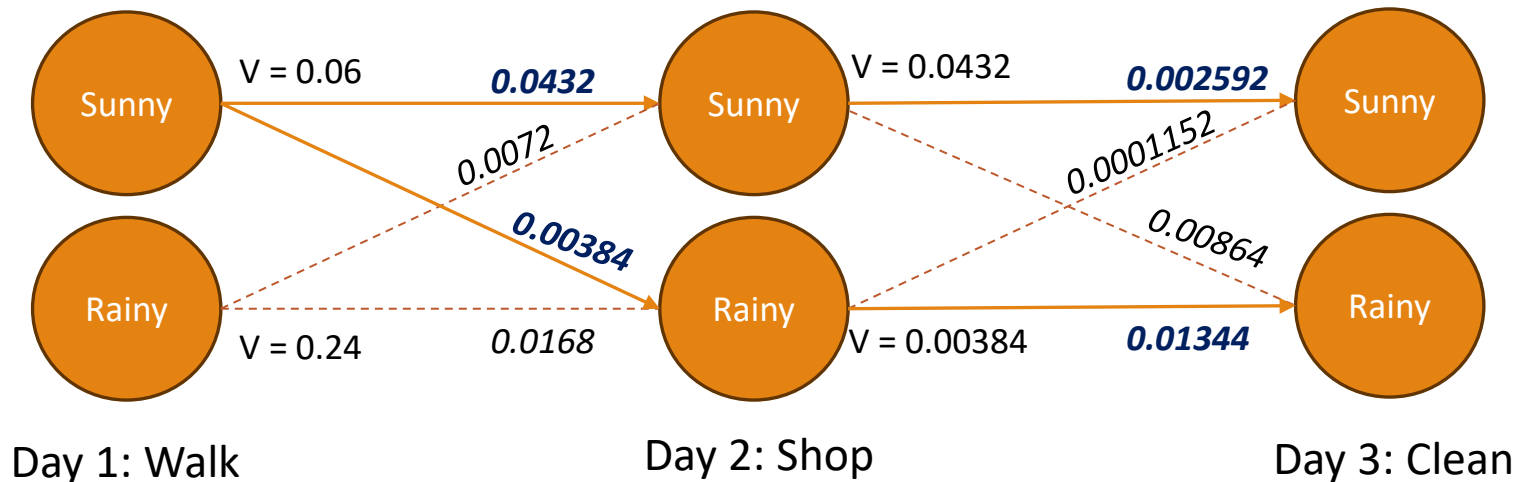 Sunny
V = 0.06
0.0432
Sunny
V = 0.0432
0.002592
Sunny
0.0072
0.0001152
0.00384
0.00864
Rainy
V = 0.24
0.0168
Rainy
V = 0.00384
0.01344
Rainy
Day 1: Walk
Day 2: Shop
Day 3: Clean